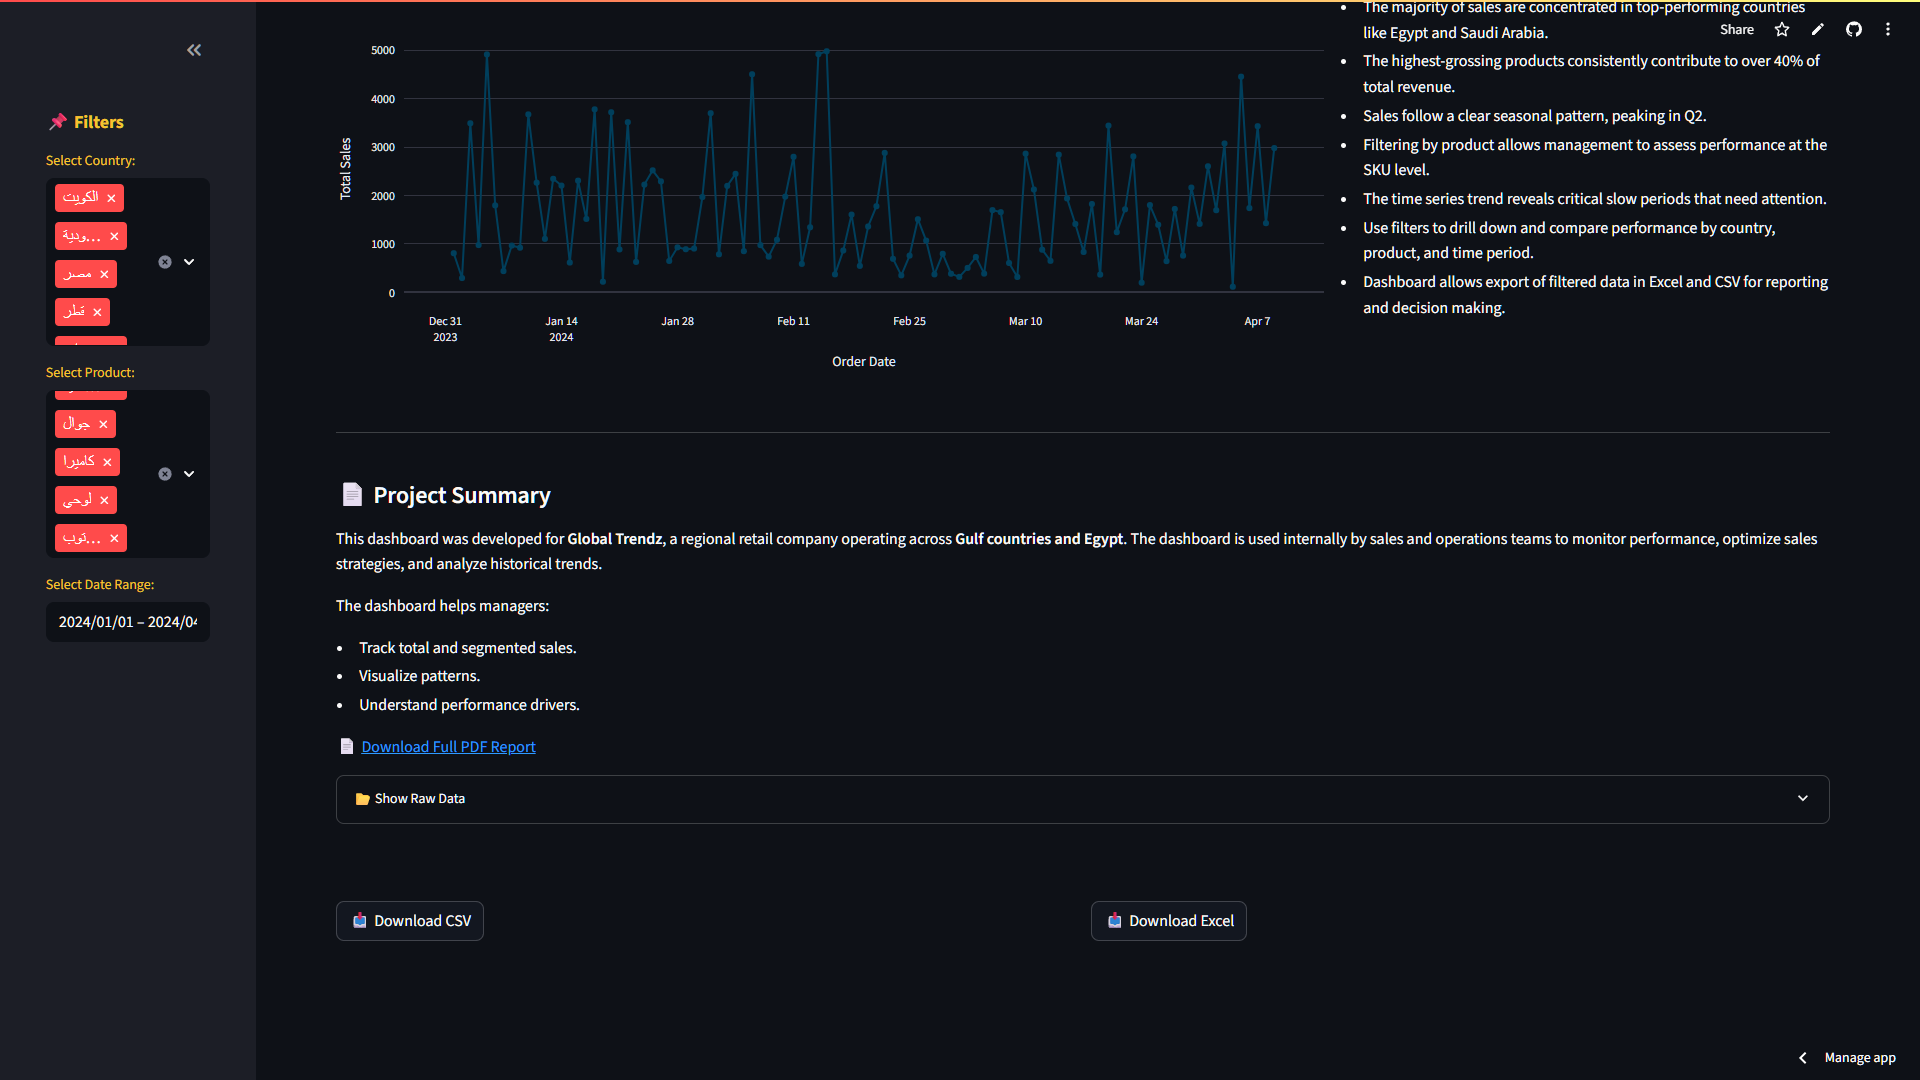 Filters
Select Country:
الكويت
...ودية
مصر
قطر
Select Product:
جوال
كاميرا
لوحي
...توب
Select Date Range:
2024/01/01 – 2024/04
5000
4000
3000
2000
1000
0
Total Sales
Dec 31
2023
Jan 14
2024
Jan 28
Feb 11
Feb 25
Mar 10
Mar 24
Apr 7
Order Date
Share
The majority of sales are concentrated in top-performing countries
like Egypt and Saudi Arabia.
The highest-grossing products consistently contribute to over 40% of
total revenue.
Sales follow a clear seasonal pattern, peaking in Q2.
Filtering by product allows management to assess performance at the
SKU level.
The time series trend reveals critical slow periods that need attention.
Use filters to drill down and compare performance by country,
product, and time period.
Dashboard allows export of filtered data in Excel and CSV for reporting
and decision making.
Project Summary
This dashboard was developed for Global Trendz, a regional retail company operating across Gulf countries and Egypt. The dashboard is used internally by sales and operations teams to monitor performance, optimize sales
strategies, and analyze historical trends.
The dashboard helps managers:
Track total and segmented sales.
Visualize patterns.
Understand performance drivers.
Download Full PDF Report
Show Raw Data
Download CSV
Download Excel
Manage app